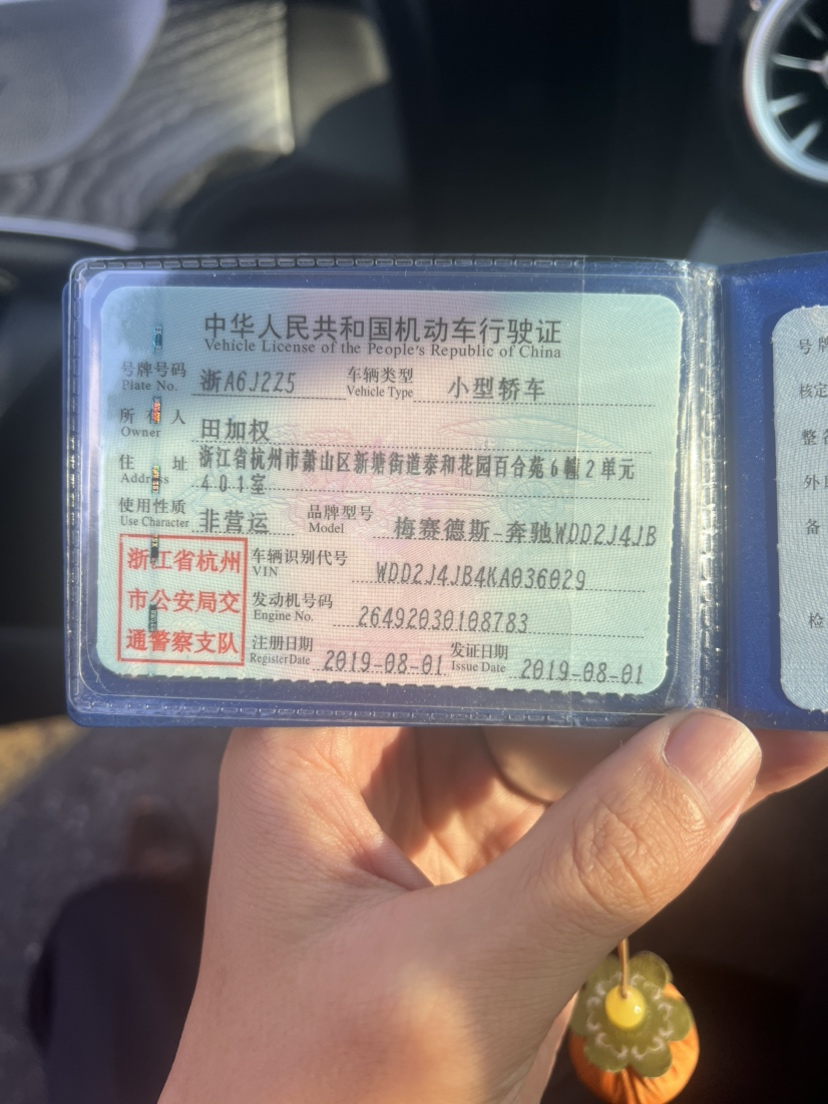 中华人民共和国机动车行驶证
Vehicle License of the People's Republic of China
号牌号码 浙A6J2Z5 车辆类型 小型轿车
Plate No. Vehicle Type
所有人 田加权
Owner
住址 浙江省杭州市萧山区新塘街道泰和花园百合苑6幢2单元
Address 401室
使用性质 非营运 品牌型号 梅赛德斯-奔驰WDD2J4JB
Use Character Model
浙江省杭州 车辆识别代号 WDD2J4JB4KA036029
VIN
市公安局交 发动机号码 26492030108783
Engine No.
通警察支队 注册日期 2019-08-01 发证日期 2019-08-01
Register Date Issue Date
号牌
核定
整备
备
检